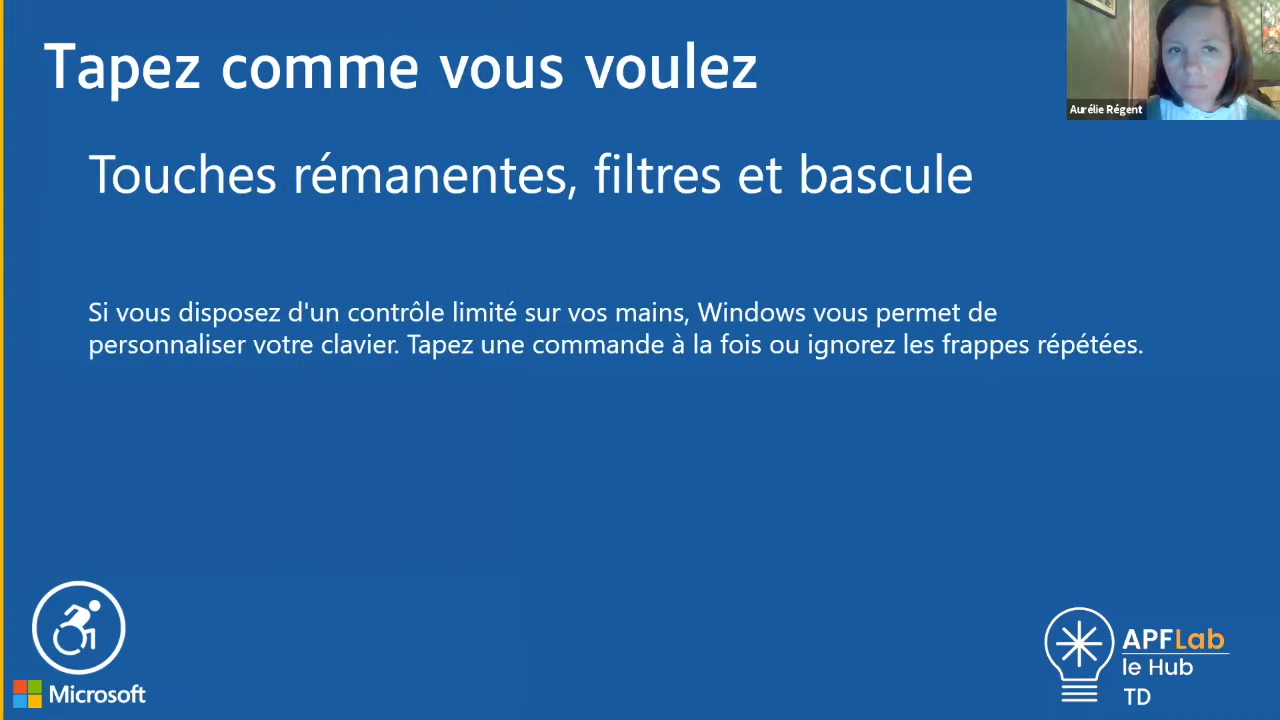 Tapez comme vous voulez
Aurélie Régent
Touches rémanentes, filtres et bascule
Si vous disposez d'un contrôle limité sur vos mains, Windows vous permet de
personnaliser votre clavier. Tapez une commande à la fois ou ignorez les frappes répétées.
Microsoft
APFLab
le Hub
TD